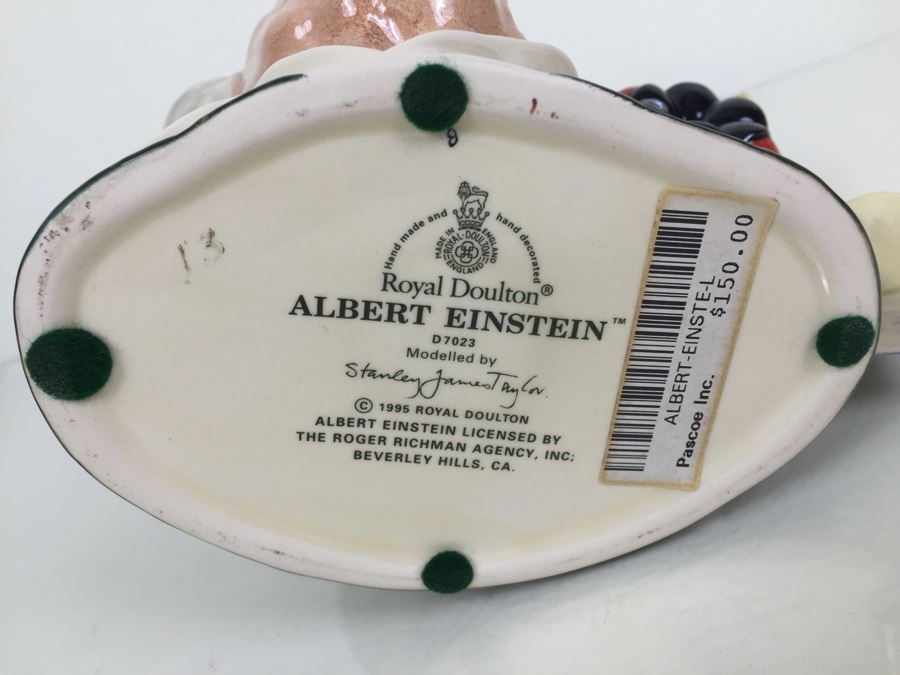 8
13
Hand made and hand decorated
MADE IN ENGLAND
ROYAL·DOULTON
ENGLAND
Royal Doulton®
ALBERT EINSTEIN™
D7023
Modelled by
Stanley James Taylor.
© 1995 ROYAL DOULTON
ALBERT EINSTEIN LICENSED BY
THE ROGER RICHMAN AGENCY, INC;
BEVERLEY HILLS, CA.
ALBERT-EINSTE-L
$150.00
Pascoe Inc.